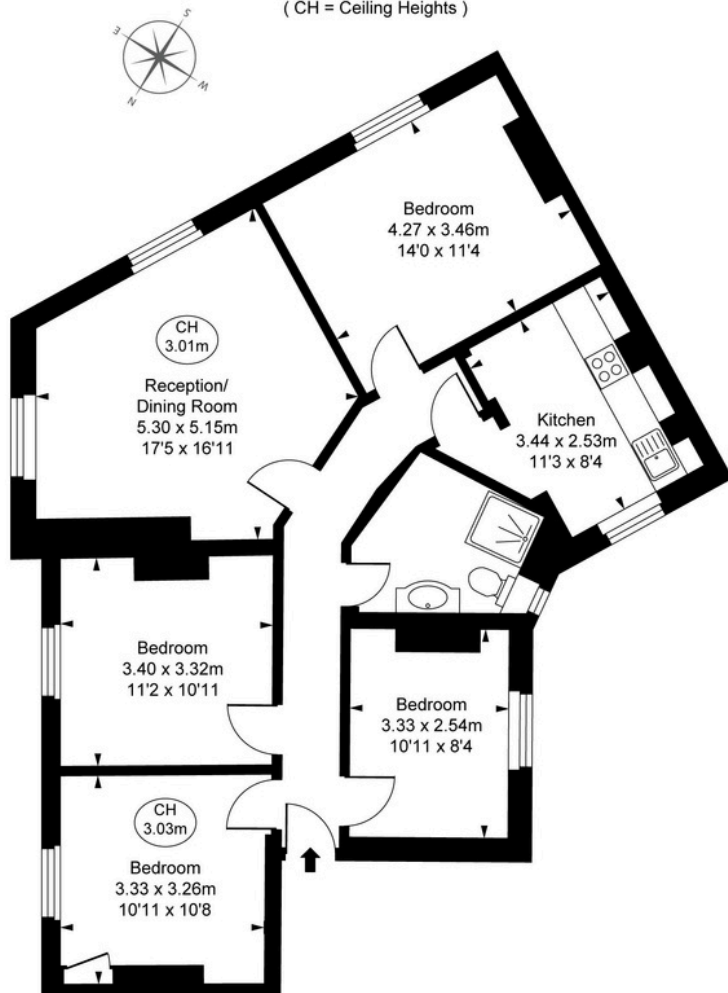 ( CH = Ceiling Heights )
S
E
W
N
Bedroom
4.27 x 3.46m
14'0 x 11'4
CH
3.01m
Reception/
Dining Room
5.30 x 5.15m
17'5 x 16'11
Kitchen
3.44 x 2.53m
11'3 x 8'4
Bedroom
3.40 x 3.32m
11'2 x 10'11
Bedroom
3.33 x 2.54m
10'11 x 8'4
CH
3.03m
Bedroom
3.33 x 3.26m
10'11 x 10'8